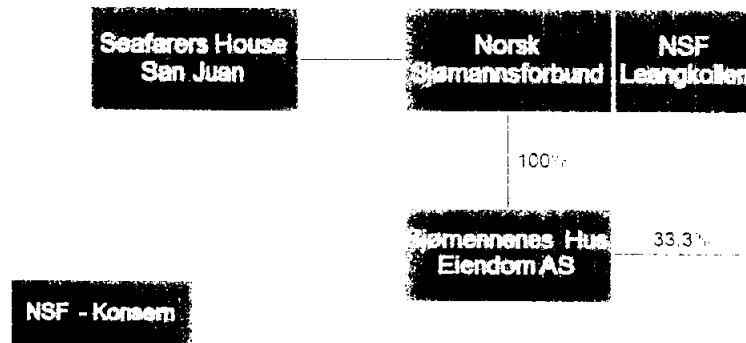 Seafarers House
San Juan
Norsk
Sjømannsforbund
NSF
Leangkollen
100%
Sjømennenes Hus
Eiendom AS
33,3%
NSF - Konsern